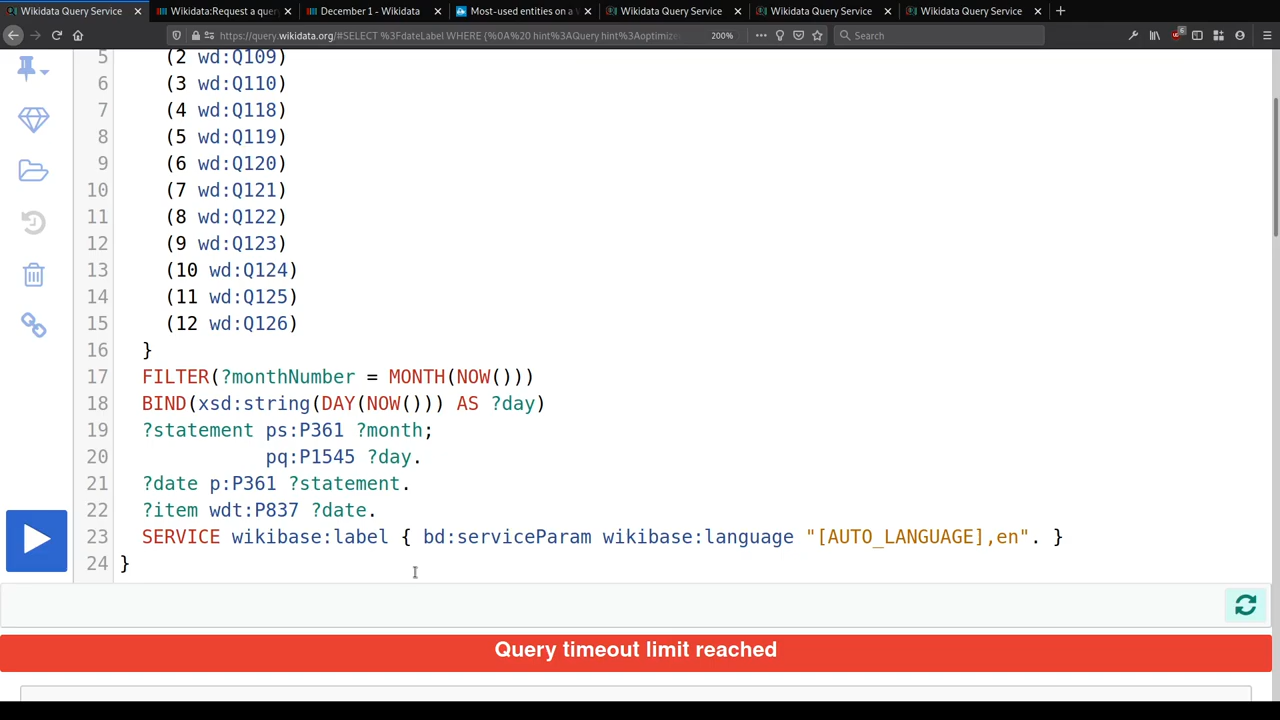 Wikidata Query Service
Wikidata:Request a quer
December 1 - Wikidata
Most-used entities on a
Wikidata Query Service
Wikidata Query Service
Wikidata Query Service
https://query.wikidata.org/#SELECT %3FdateLabel WHERE {%0A%20 hint%3AQuery hint%3Aoptimize
200%
Search
5 (2 wd:Q109)
6 (3 wd:Q110)
7 (4 wd:Q118)
8 (5 wd:Q119)
9 (6 wd:Q120)
10 (7 wd:Q121)
11 (8 wd:Q122)
12 (9 wd:Q123)
13 (10 wd:Q124)
14 (11 wd:Q125)
15 (12 wd:Q126)
16 }
17 FILTER(?monthNumber = MONTH(NOW()))
18 BIND(xsd:string(DAY(NOW())) AS ?day)
19 ?statement ps:P361 ?month;
20 pq:P1545 ?day.
21 ?date p:P361 ?statement.
22 ?item wdt:P837 ?date.
23 SERVICE wikibase:label { bd:serviceParam wikibase:language "[AUTO_LANGUAGE],en". }
24 }
Query timeout limit reached